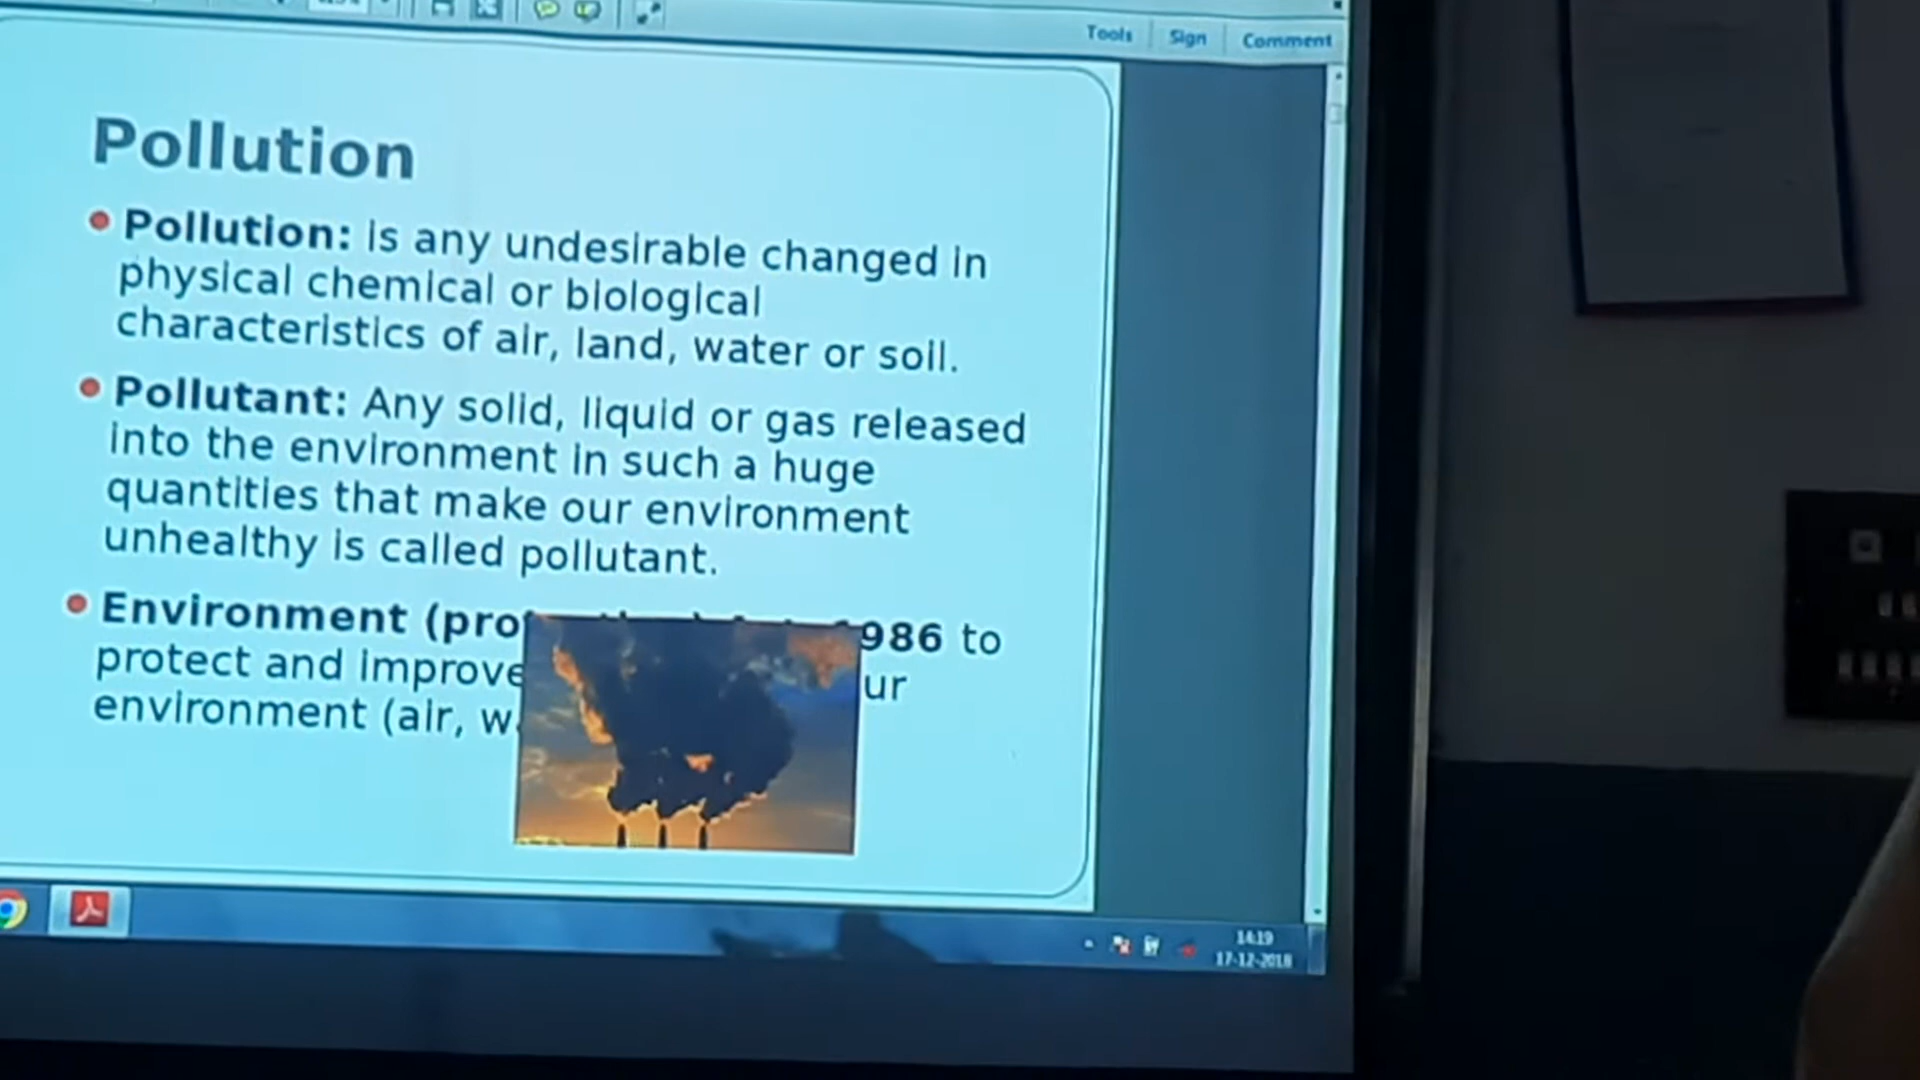 Tools Sign Comment
Pollution
Pollution: is any undesirable changed in
physical chemical or biological
characteristics of air, land, water or soil.
Pollutant: Any solid, liquid or gas released
into the environment in such a huge
quantities that make our environment
unhealthy is called pollutant.
Environment 986 to
protect and improve ur
environment (air,
14:19
17-12-2018